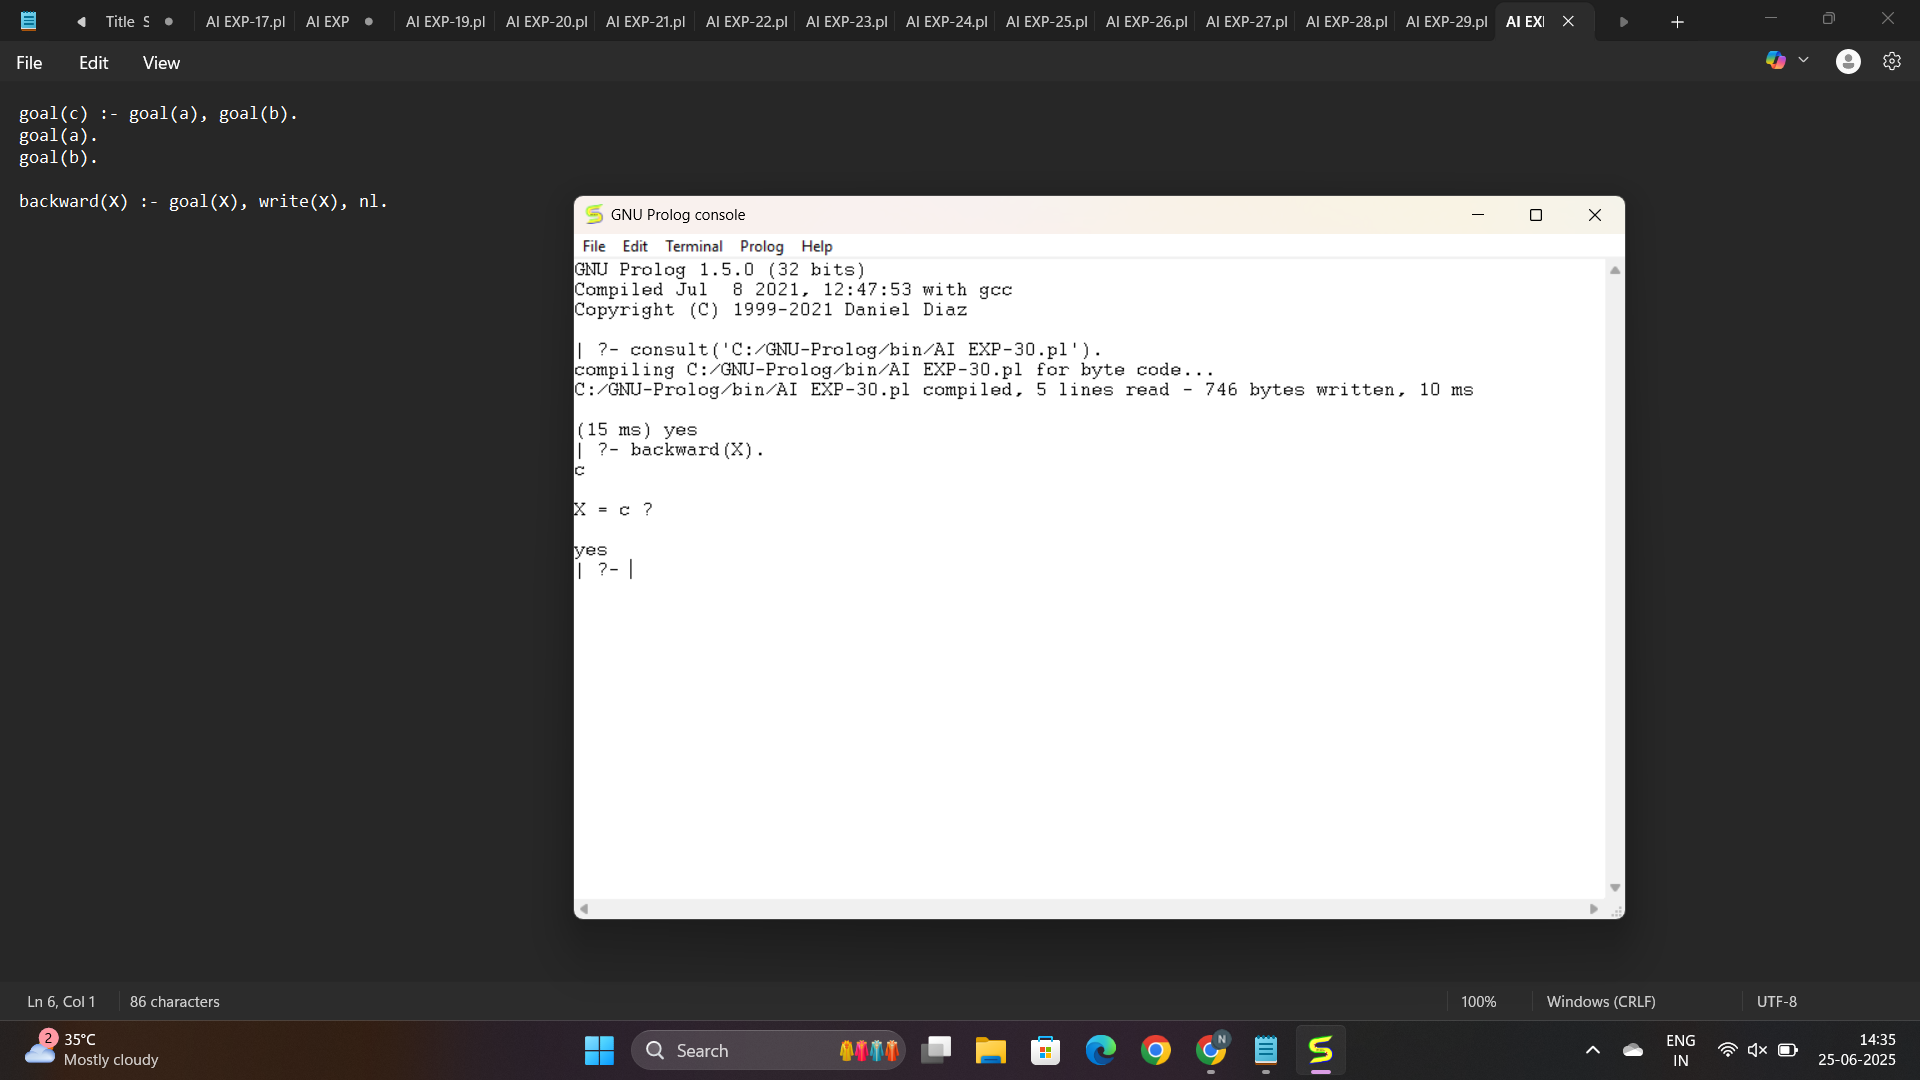 Title S
AI EXP-17.pl
AI EXP
AI EXP-19.pl
AI EXP-20.pl
AI EXP-21.pl
AI EXP-22.pl
AI EXP-23.pl
AI EXP-24.pl
AI EXP-25.pl
AI EXP-26.pl
AI EXP-27.pl
AI EXP-28.pl
AI EXP-29.pl
AI EX
File Edit View
goal(c) :- goal(a), goal(b).
goal(a).
goal(b).
backward(X) :- goal(X), write(X), nl.
GNU Prolog console
File Edit Terminal Prolog Help
GNU Prolog 1.5.0 (32 bits)
Compiled Jul  8 2021, 12:47:53 with gcc
Copyright (C) 1999-2021 Daniel Diaz
| ?- consult('C:/GNU-Prolog/bin/AI EXP-30.pl').
compiling C:/GNU-Prolog/bin/AI EXP-30.pl for byte code...
C:/GNU-Prolog/bin/AI EXP-30.pl compiled, 5 lines read - 746 bytes written, 10 ms
(15 ms) yes
| ?- backward(X).
c
X = c ?
yes
| ?-
Ln 6, Col 1
86 characters
100%
Windows (CRLF)
UTF-8
2
35°C
Mostly cloudy
Search
N
ENG
IN
14:35
25-06-2025